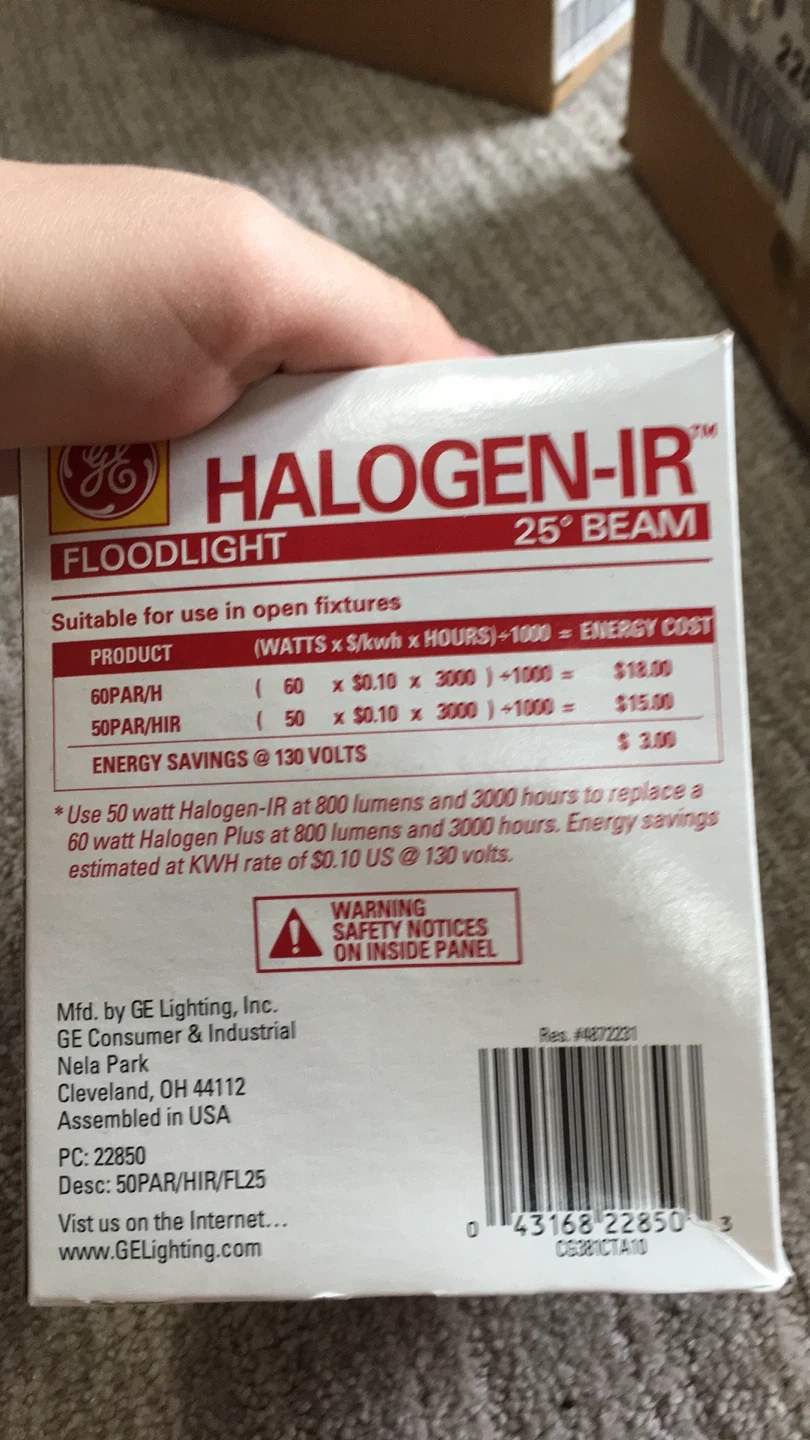 GE
HALOGEN-IR™
FLOODLIGHT 25° BEAM
Suitable for use in open fixtures
PRODUCT (WATTS x $/kwh x HOURS)÷1000 = ENERGY COST
60PAR/H ( 60 x $0.10 x 3000 ) ÷1000 = $18.00
50PAR/HIR ( 50 x $0.10 x 3000 ) ÷1000 = $15.00
ENERGY SAVINGS @ 130 VOLTS $ 3.00
* Use 50 watt Halogen-IR at 800 lumens and 3000 hours to replace a
60 watt Halogen Plus at 800 lumens and 3000 hours. Energy savings
estimated at KWH rate of $0.10 US @ 130 volts.
WARNING
SAFETY NOTICES
ON INSIDE PANEL
Mfd. by GE Lighting, Inc.
GE Consumer & Industrial
Nela Park
Cleveland, OH 44112
Assembled in USA
PC: 22850
Desc: 50PAR/HIR/FL25
Vist us on the Internet...
www.GELighting.com
Res. #4872231
0 43168 22850 3
CG381CTA10